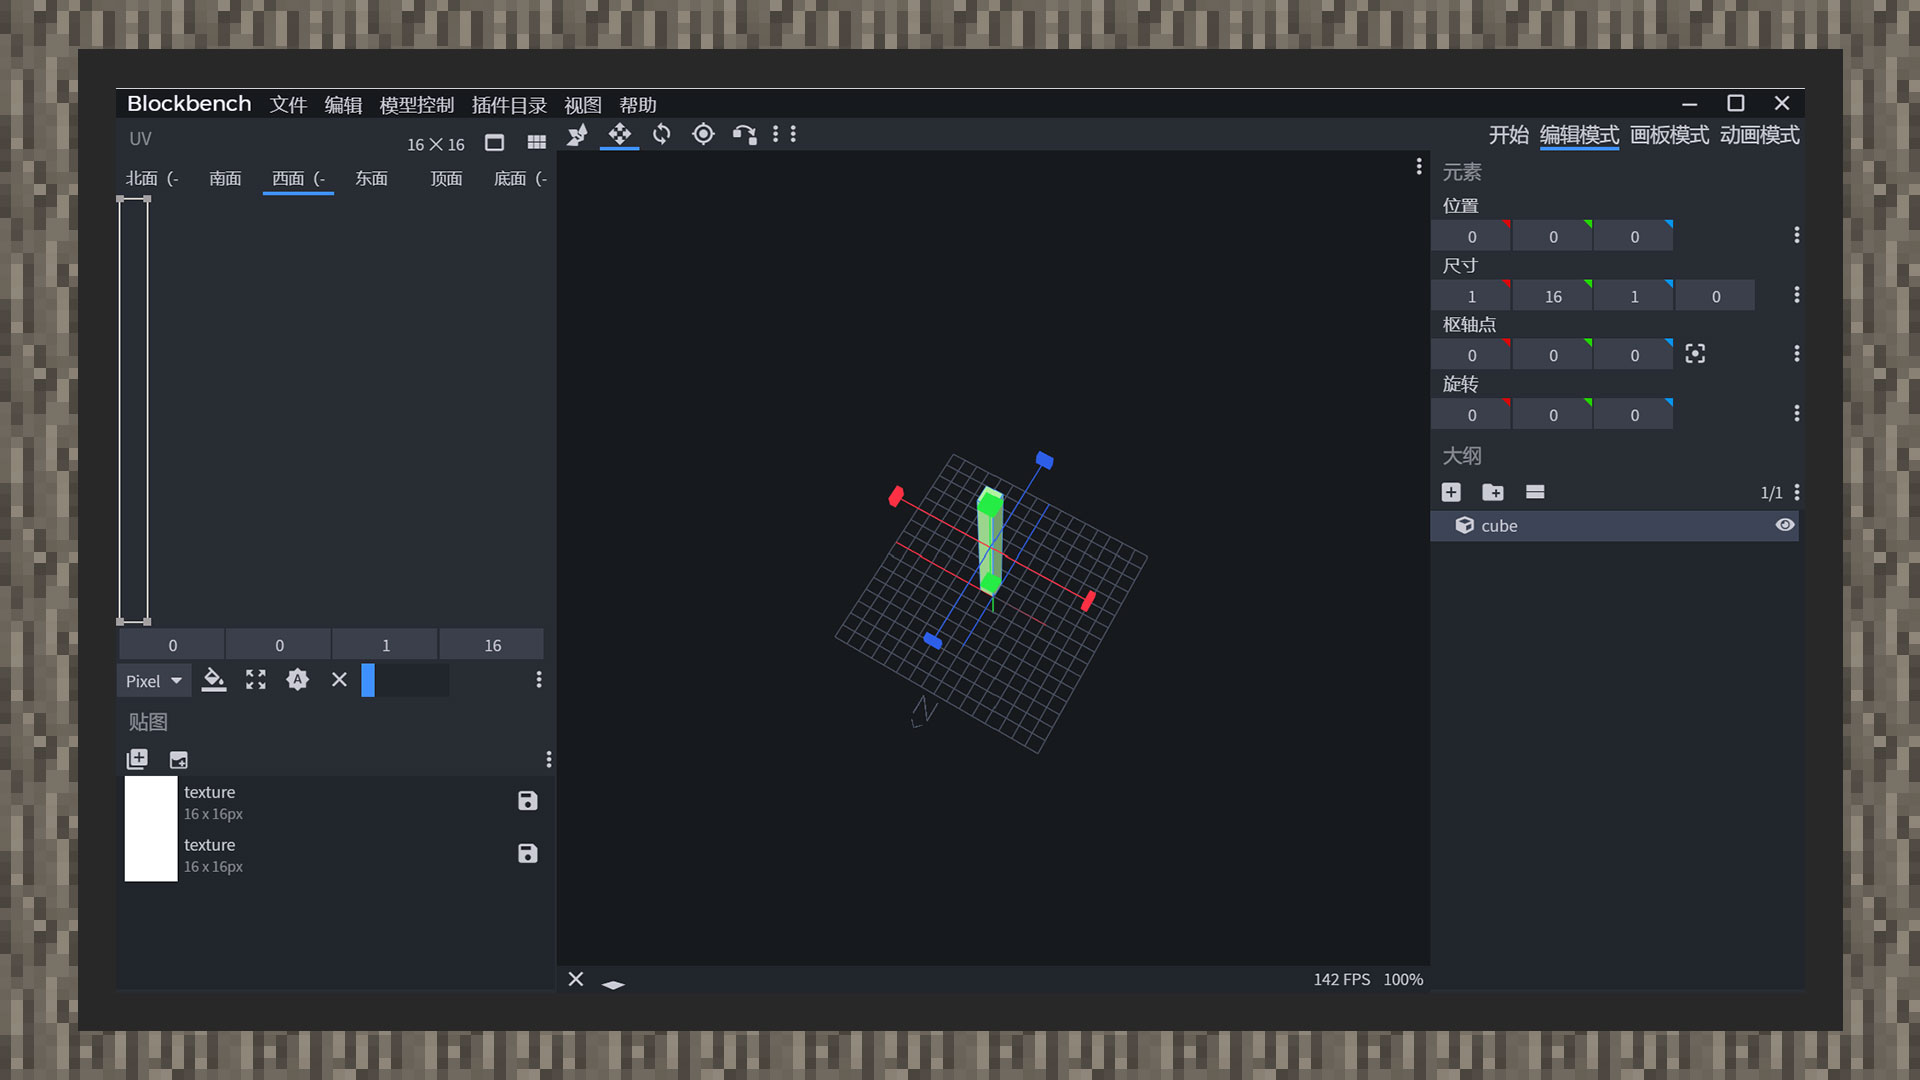 Blockbench 文件 编辑 模型控制 插件目录 视图 帮助
UV
16 × 16
开始 编辑模式 画板模式 动画模式
北面 (- 南面 西面 (- 东面 顶面 底面 (-
元素
位置
0 0 0
尺寸
1 16 1 0
枢轴点
0 0 0
旋转
0 0 0
大纲
1/1
cube
0 0 1 16
Pixel
A
贴图
texture
16 x 16px
texture
16 x 16px
142 FPS 100%